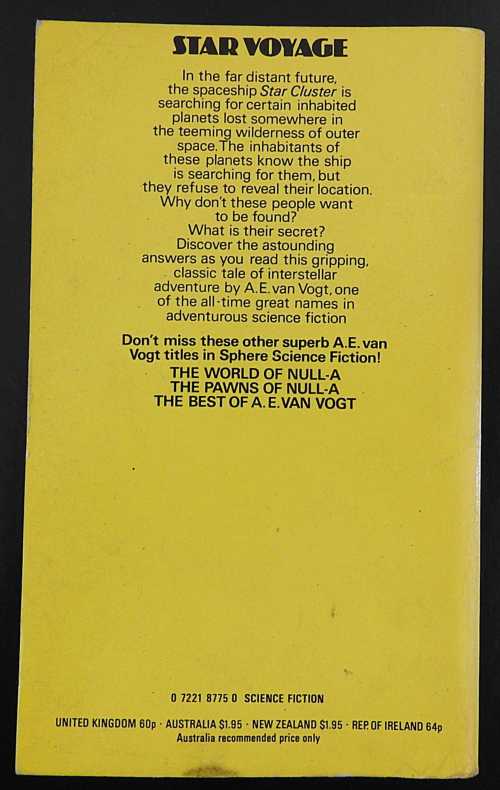 STAR VOYAGE
In the far distant future,
the spaceship Star Cluster is
searching for certain inhabited
planets lost somewhere in
the teeming wilderness of outer
space. The inhabitants of
these planets know the ship
is searching for them, but
they refuse to reveal their location.
Why don't these people want
to be found?
What is their secret?
Discover the astounding
answers as you read this gripping,
classic tale of interstellar
adventure by A.E. van Vogt, one
of the all-time great names in
adventurous science fiction
Don't miss these other superb A.E. van
Vogt titles in Sphere Science Fiction!
THE WORLD OF NULL-A
THE PAWNS OF NULL-A
THE BEST OF A.E. VAN VOGT
0 7221 8775 0 SCIENCE FICTION
UNITED KINGDOM 60p · AUSTRALIA $1.95 · NEW ZEALAND $1.95 · REP. OF IRELAND 64p
Australia recommended price only